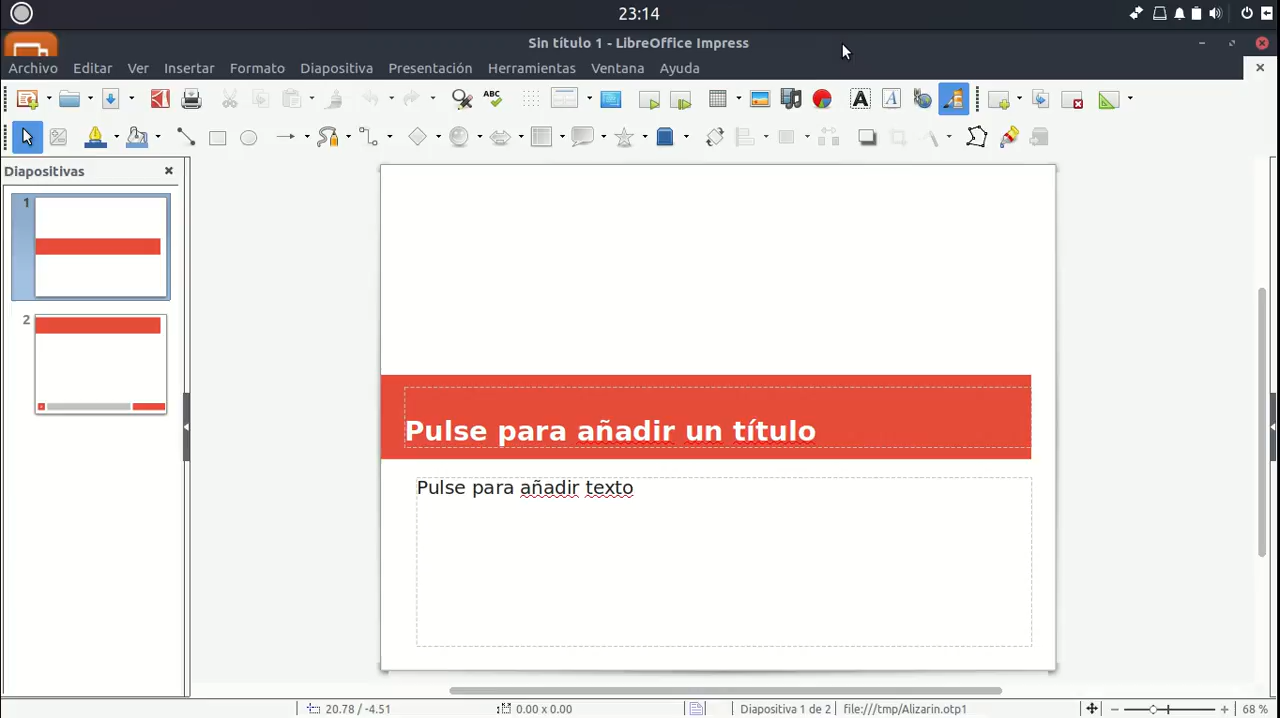 23:14
Sin título 1 - LibreOffice Impress
Archivo Editar Ver Insertar Formato Diapositiva Presentación Herramientas Ventana Ayuda
ABC
A A
Diapositivas
1
2
Pulse para añadir un título
Pulse para añadir texto
20.78 / -4.51 0.00 x 0.00 Diapositiva 1 de 2 file:///tmp/Alizarin.otp1 68 %